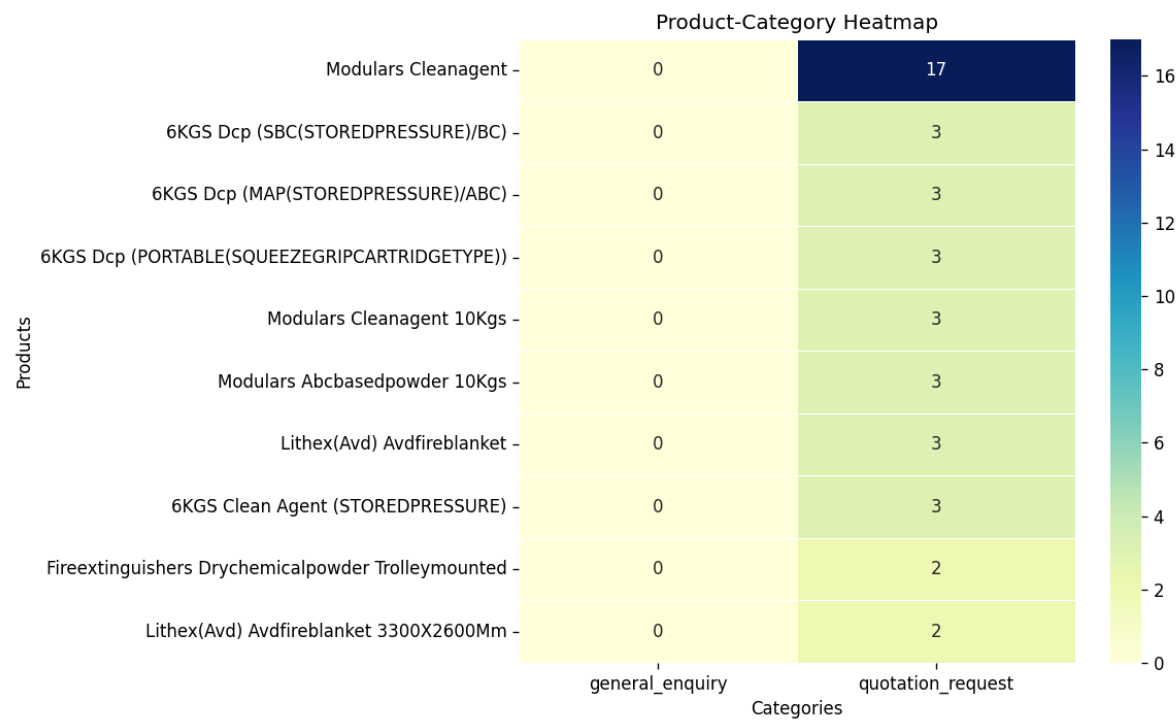 Product-Category Heatmap
Modulars Cleanagent 0 17
6KGS Dcp (SBC(STOREDPRESSURE)/BC) 0 3
6KGS Dcp (MAP(STOREDPRESSURE)/ABC) 0 3
6KGS Dcp (PORTABLE(SQUEEZEGRIPCARTRIDGETYPE)) 0 3
Modulars Cleanagent 10Kgs 0 3
Modulars Abcbasedpowder 10Kgs 0 3
Lithex(Avd) Avdfireblanket 0 3
6KGS Clean Agent (STOREDPRESSURE) 0 3
Fireextinguishers Drychemicalpowder Trolleymounted 0 2
Lithex(Avd) Avdfireblanket 3300X2600Mm 0 2
Products
general_enquiry quotation_request
Categories
16
14
12
10
8
6
4
2
0